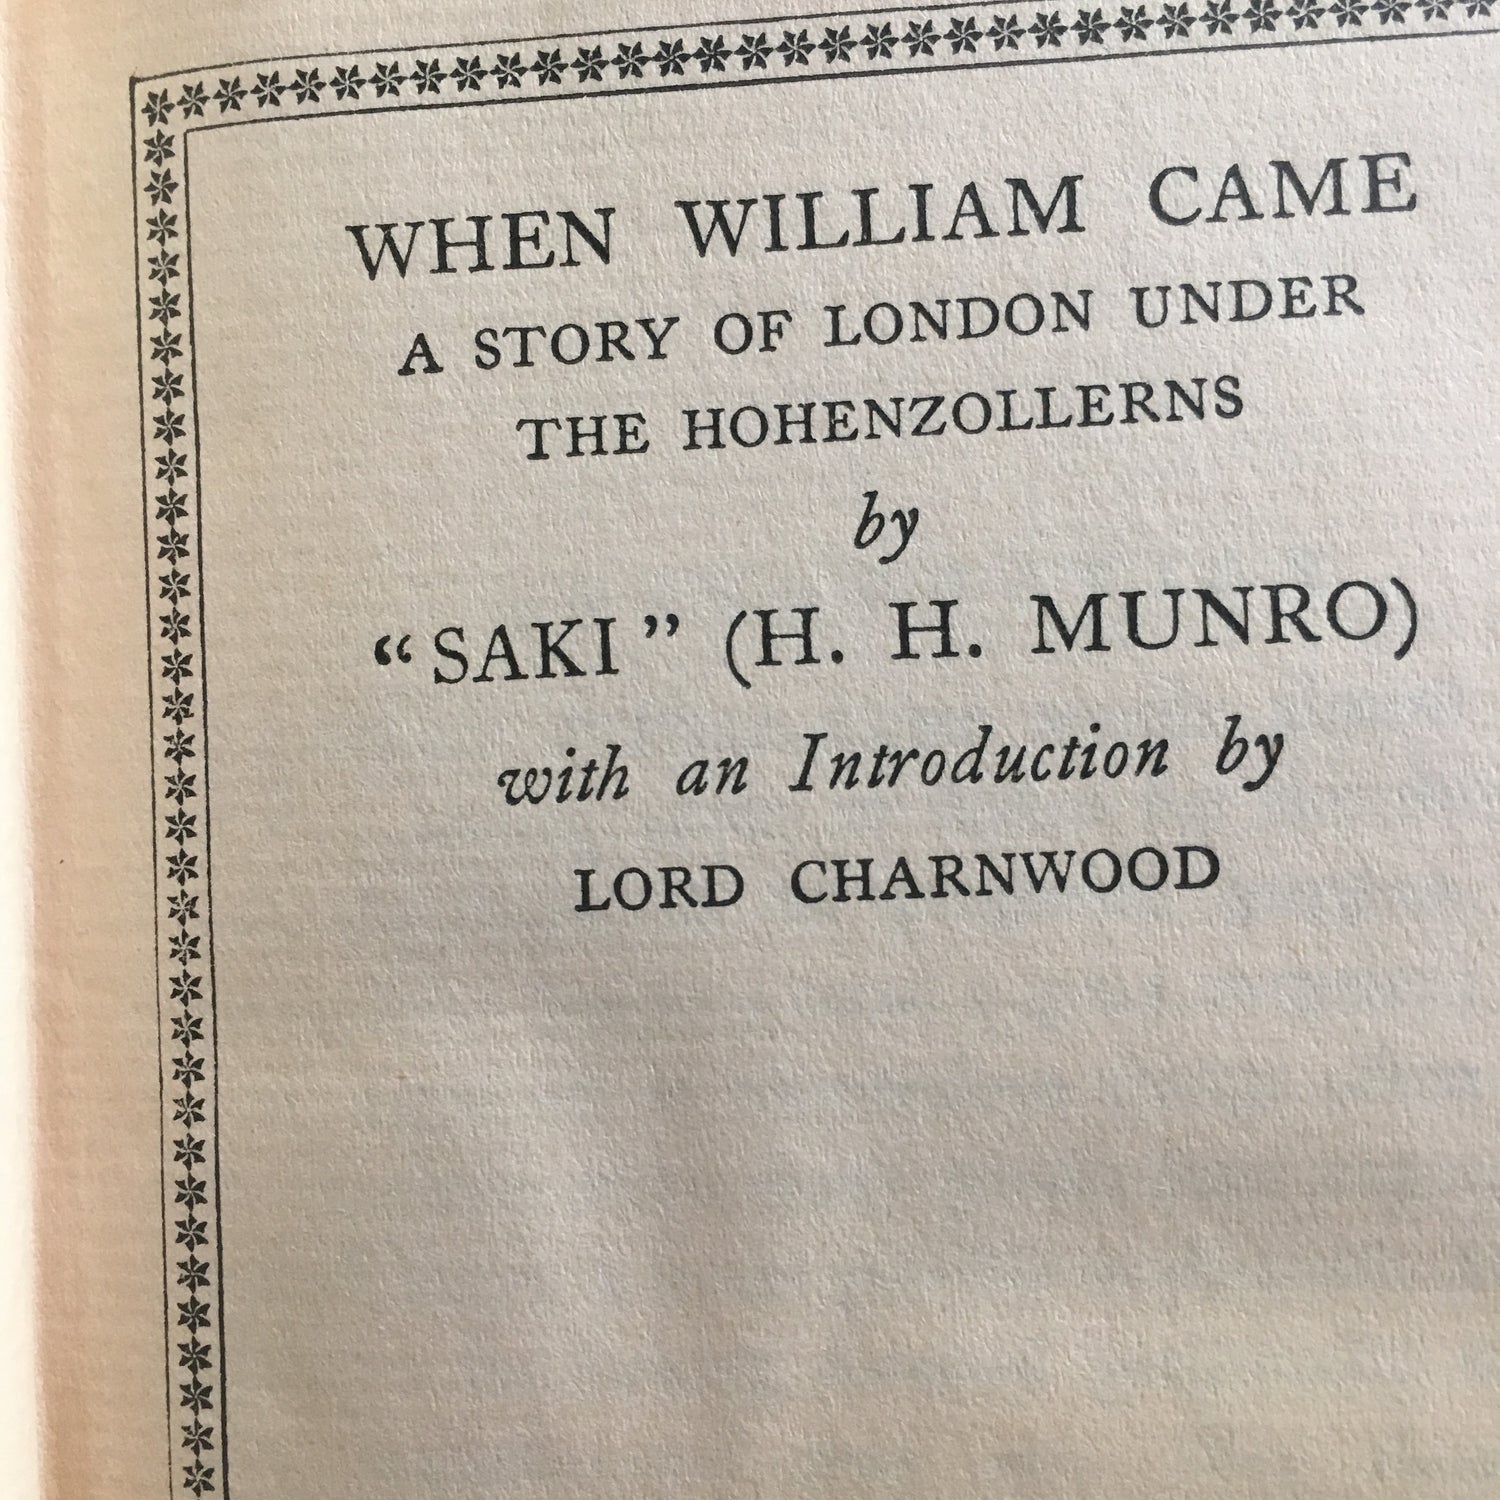 WHEN WILLIAM CAME
A STORY OF LONDON UNDER
THE HOHENZOLLERNS
by
“SAKI” (H. H. MUNRO)
with an Introduction by
LORD CHARNWOOD